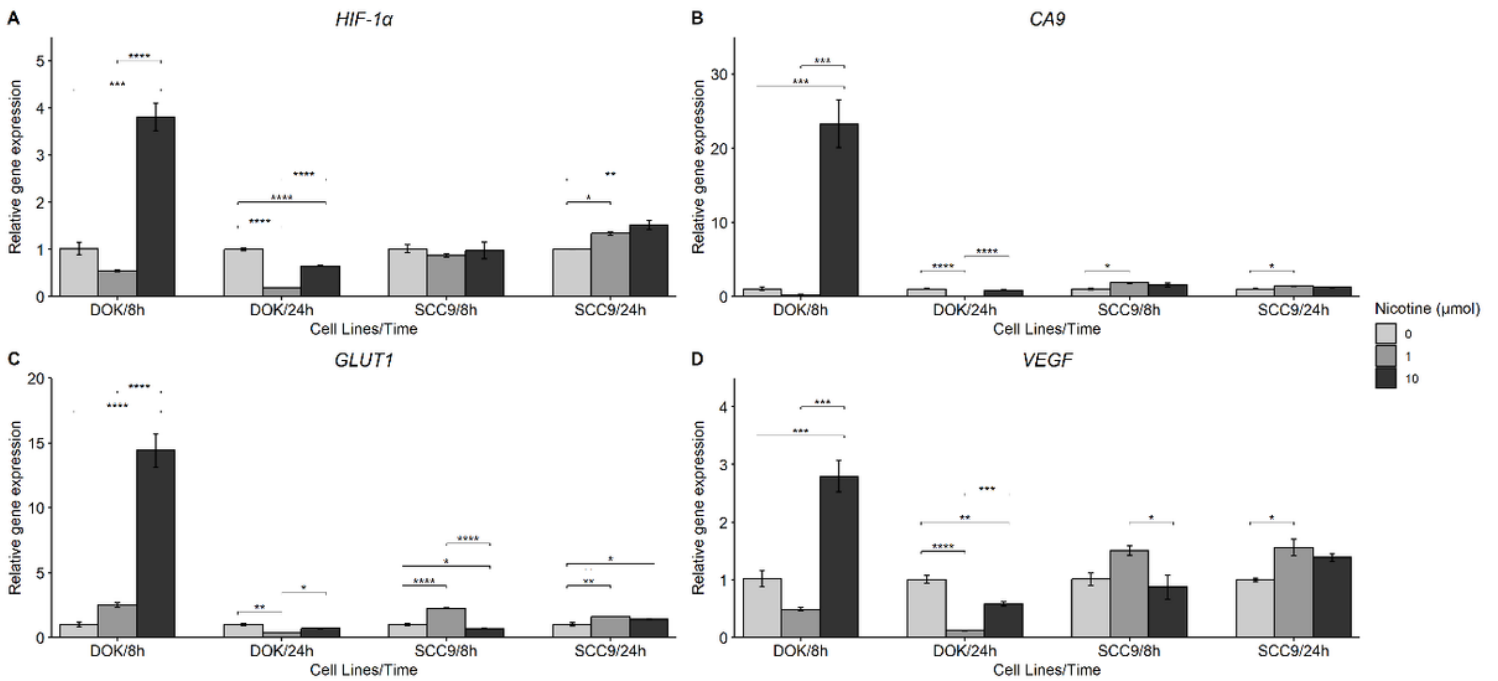 A
HIF-1α
Relative gene expression
5
4
3
2
1
0
****
***
****
****
****
**
*
DOK/8h
DOK/24h
SCC9/8h
SCC9/24h
Cell Lines/Time
B
CA9
Relative gene expression
30
20
10
0
***
***
****
****
*
*
DOK/8h
DOK/24h
SCC9/8h
SCC9/24h
Cell Lines/Time
Nicotine (µmol)
0
1
10
C
GLUT1
Relative gene expression
20
15
10
5
0
****
****
**
*
****
*
****
*
**
DOK/8h
DOK/24h
SCC9/8h
SCC9/24h
Cell Lines/Time
D
VEGF
Relative gene expression
4
3
2
1
0
***
***
***
**
****
*
*
DOK/8h
DOK/24h
SCC9/8h
SCC9/24h
Cell Lines/Time